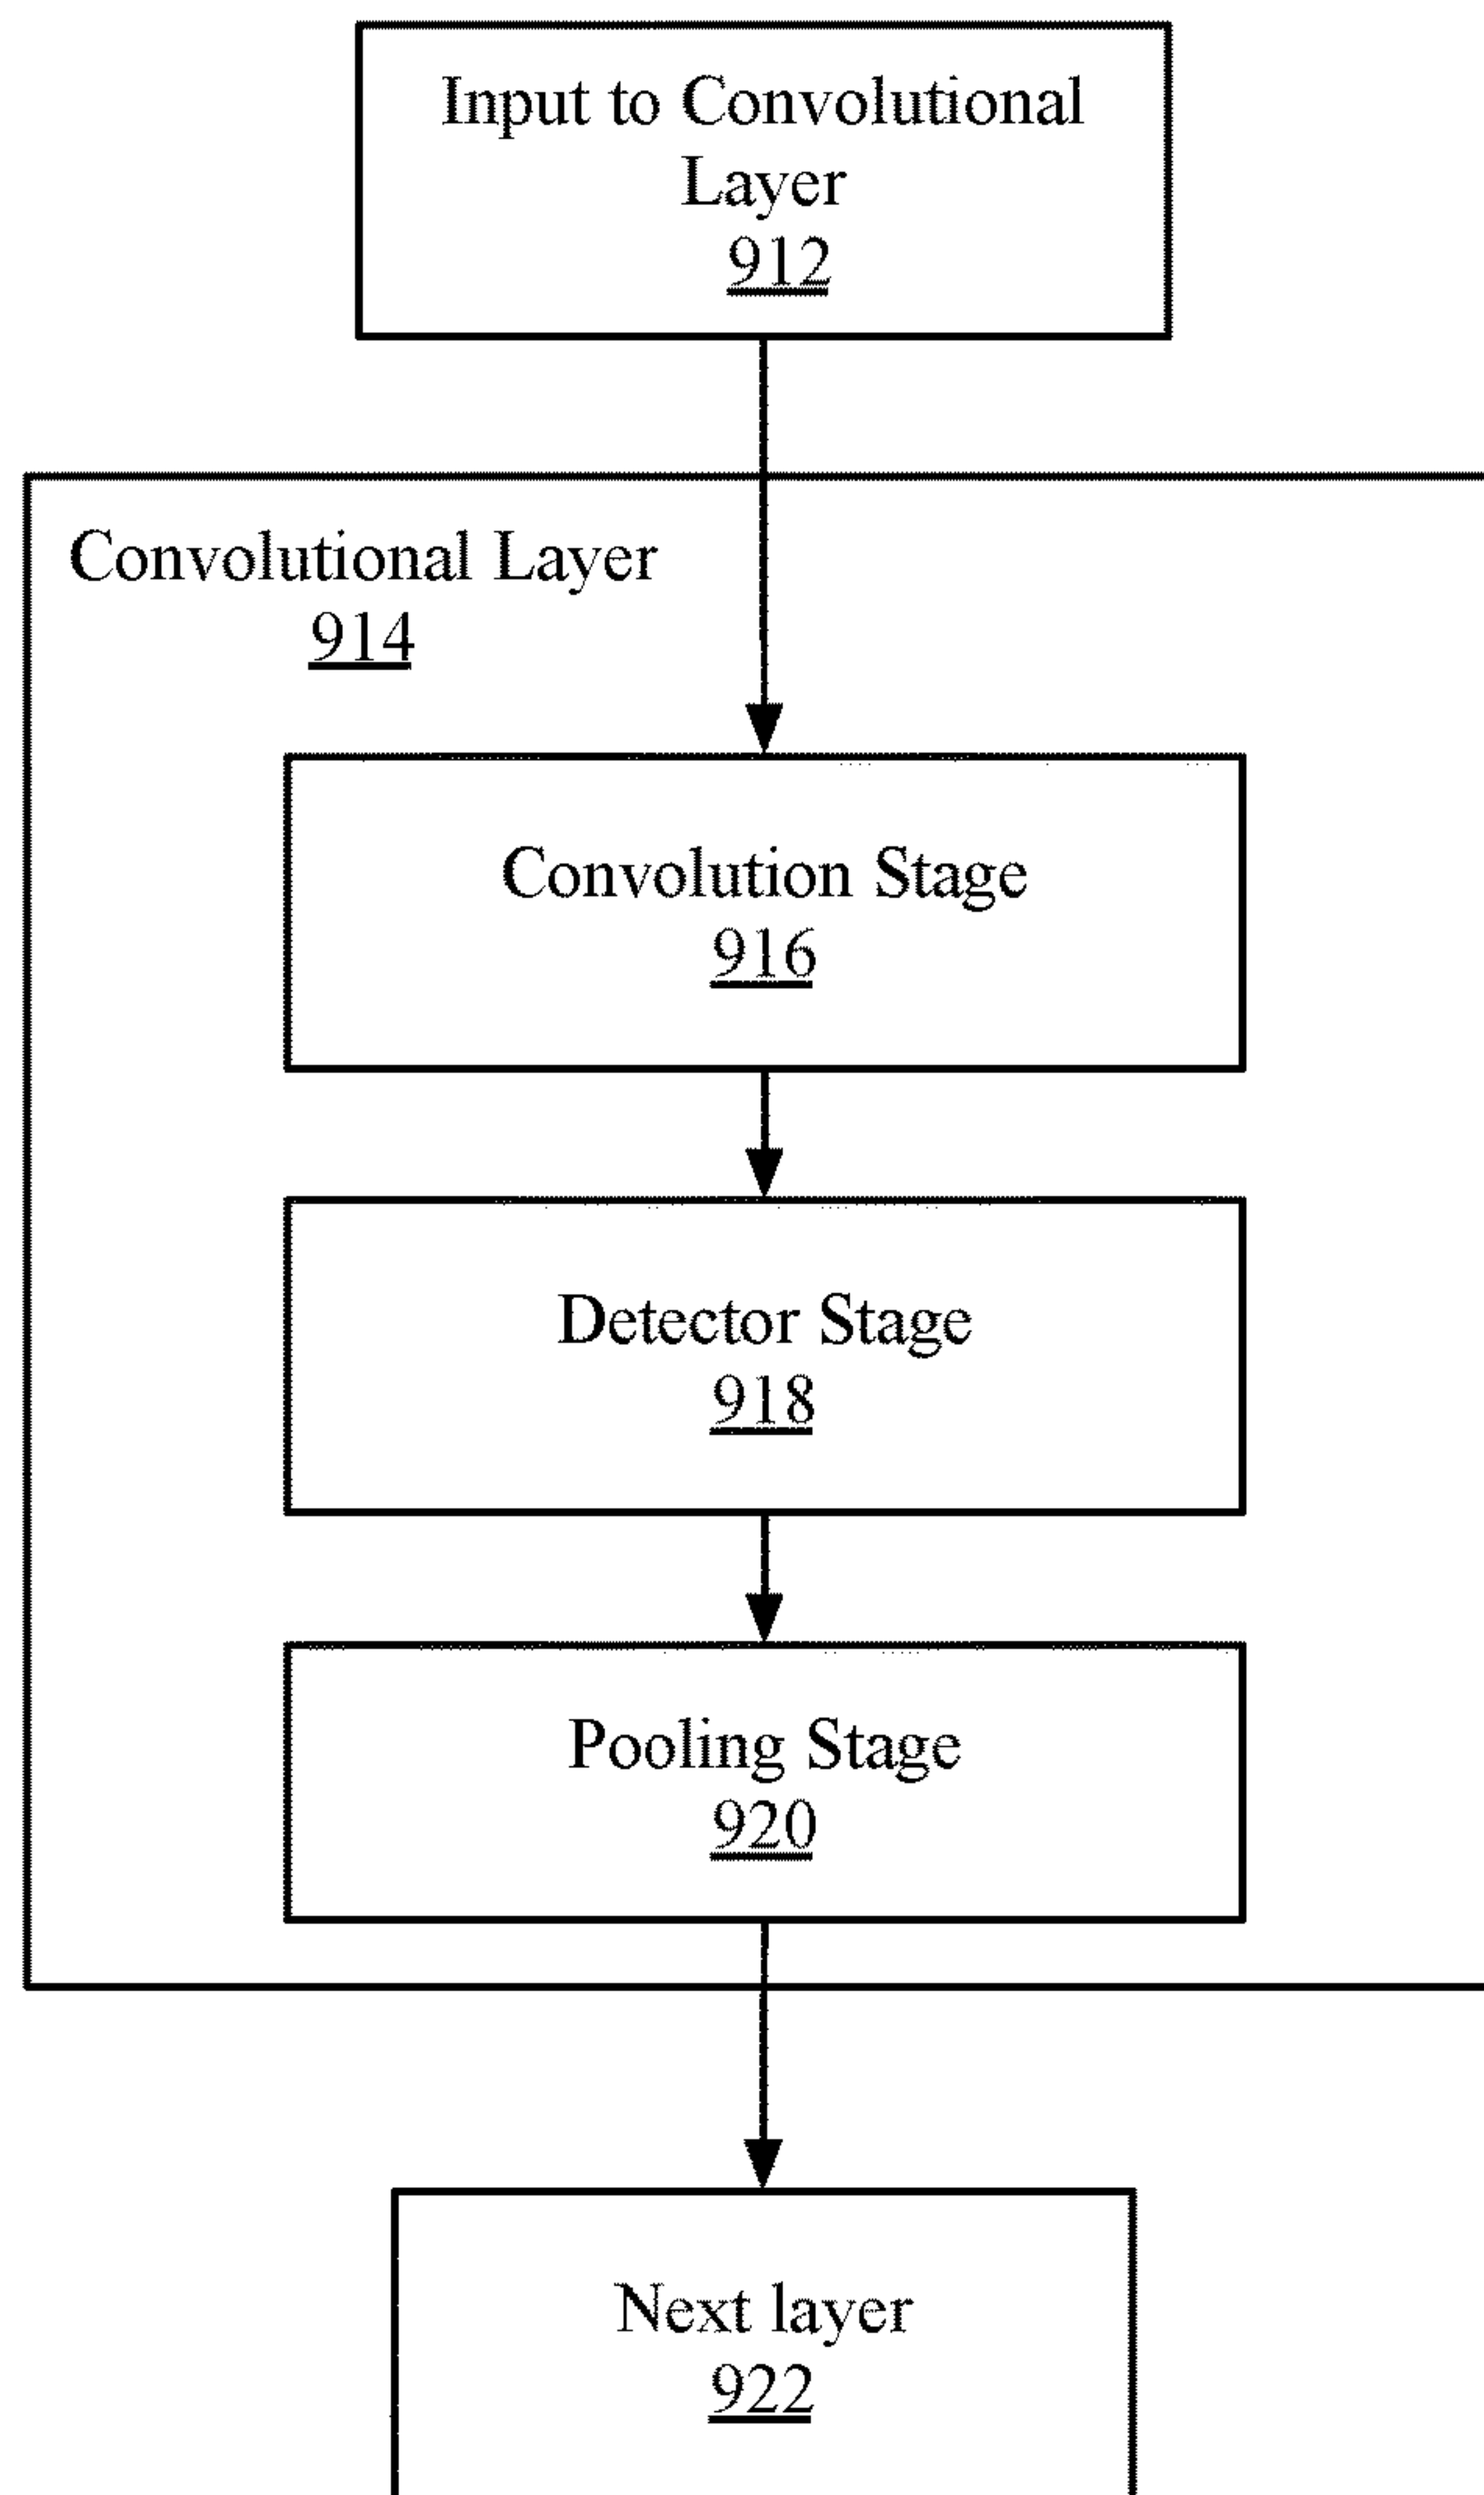 Input to Convolutional
Layer
912
Convolutional Layer
914
Convolution Stage
916
Detector Stage
918
Pooling Stage
920
Next layer
922